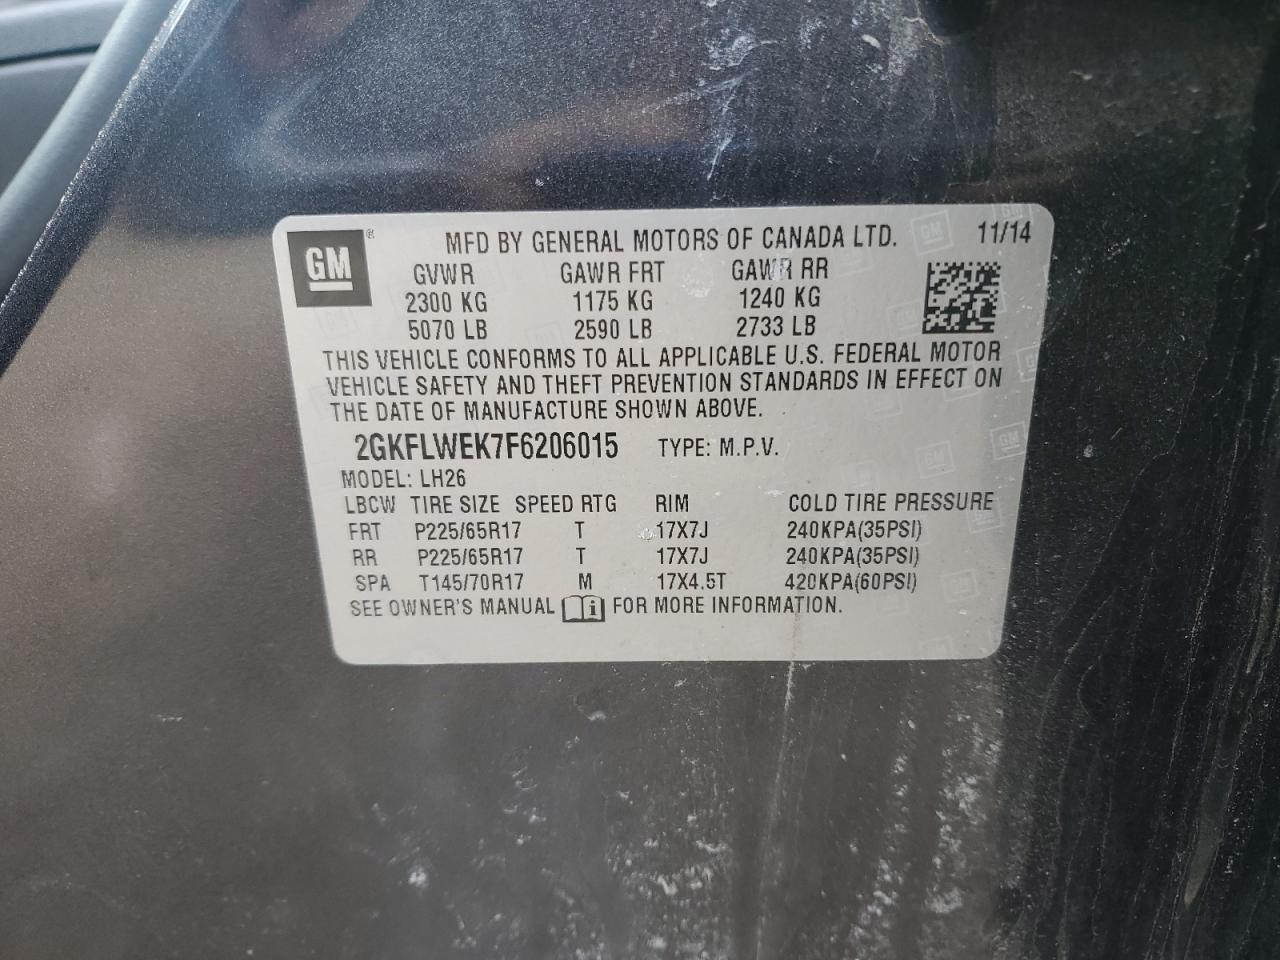 GM ® MFD BY GENERAL MOTORS OF CANADA LTD. 11/14
GVWR GAWR FRT GAWR RR
2300 KG 1175 KG 1240 KG
5070 LB 2590 LB 2733 LB
THIS VEHICLE CONFORMS TO ALL APPLICABLE U.S. FEDERAL MOTOR
VEHICLE SAFETY AND THEFT PREVENTION STANDARDS IN EFFECT ON
THE DATE OF MANUFACTURE SHOWN ABOVE.
2GKFLWEK7F6206015 TYPE: M.P.V.
MODEL: LH26
LBCW TIRE SIZE SPEED RTG RIM COLD TIRE PRESSURE
FRT P225/65R17 T 17X7J 240KPA(35PSI)
RR P225/65R17 T 17X7J 240KPA(35PSI)
SPA T145/70R17 M 17X4.5T 420KPA(60PSI)
SEE OWNER'S MANUAL i FOR MORE INFORMATION.